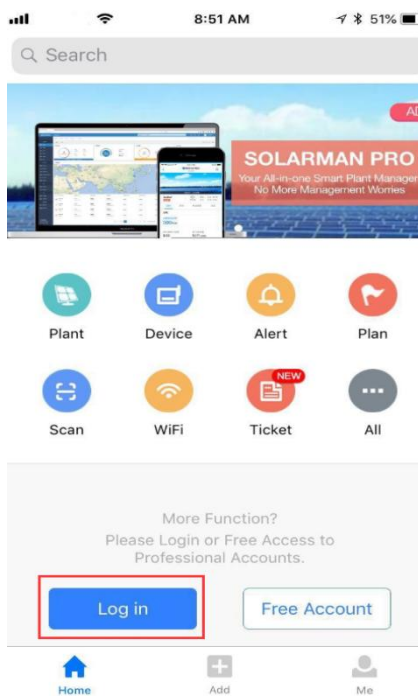 8:51 AM
51%
Search
AD
SOLARMAN PRO
Your All-in-one Smart Plant Manager
No More Management Worries
Plant
Device
Alert
Plan
Scan
WiFi
NEW
Ticket
All
More Function?
Please Login or Free Access to
Professional Accounts.
Log in
Free Account
Home
Add
Me